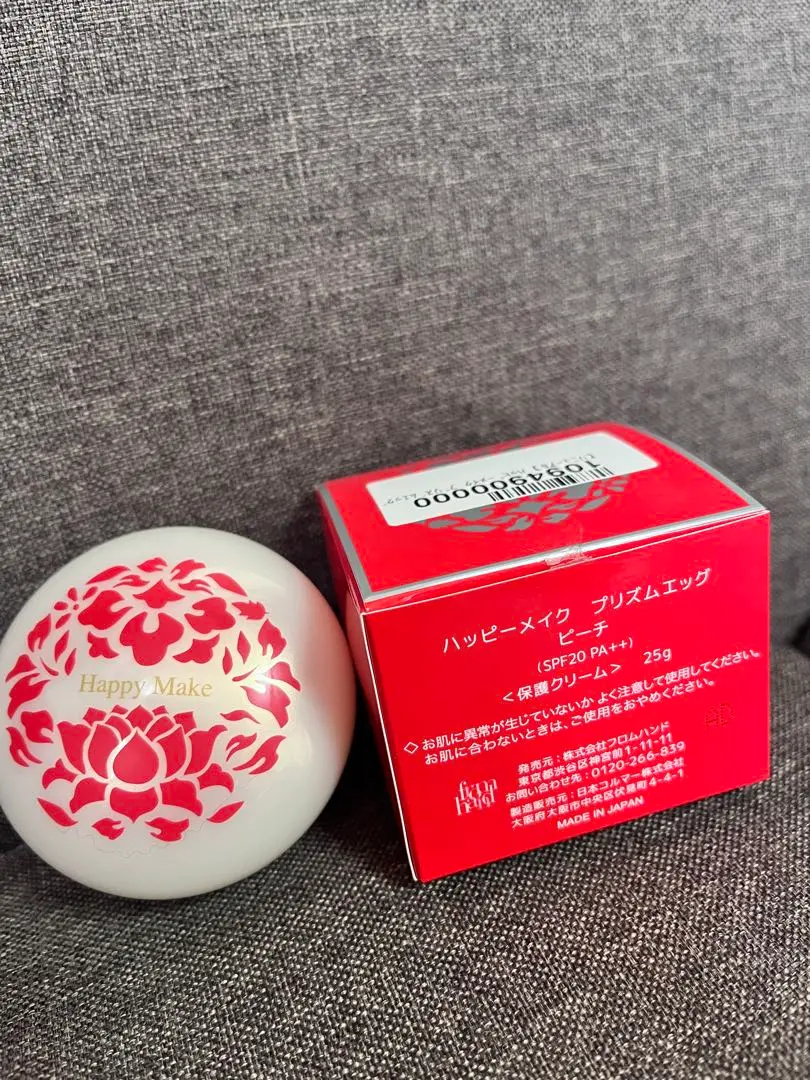 Happy Make
1094900000
ハッピーメイク　プリズムエッグ
ピーチ
(SPF20 PA++)
<保護クリーム>　25g
◇お肌に異常が生じていないか よく注意して使用してください。
お肌に合わないときは、ご使用をおやめください。
from
hand
発売元：株式会社フロムハンド
東京都渋谷区神宮前1-11-11
お問い合わせ先：0120-266-839
製造販売元：日本コルマー株式会社
大阪府大阪市中央区伏見町4-4-1
MADE IN JAPAN